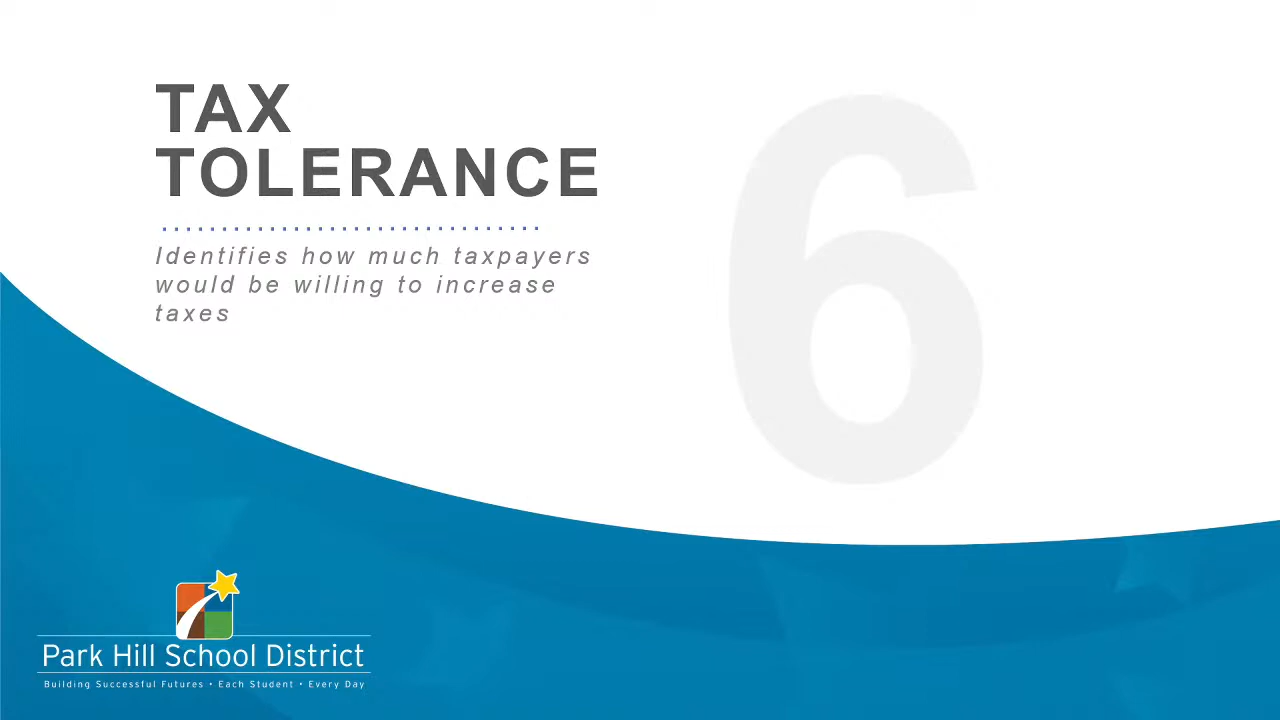 TAX
TOLERANCE
Identifies how much taxpayers
would be willing to increase
taxes
6
Park Hill School District
Building Successful Futures • Each Student • Every Day